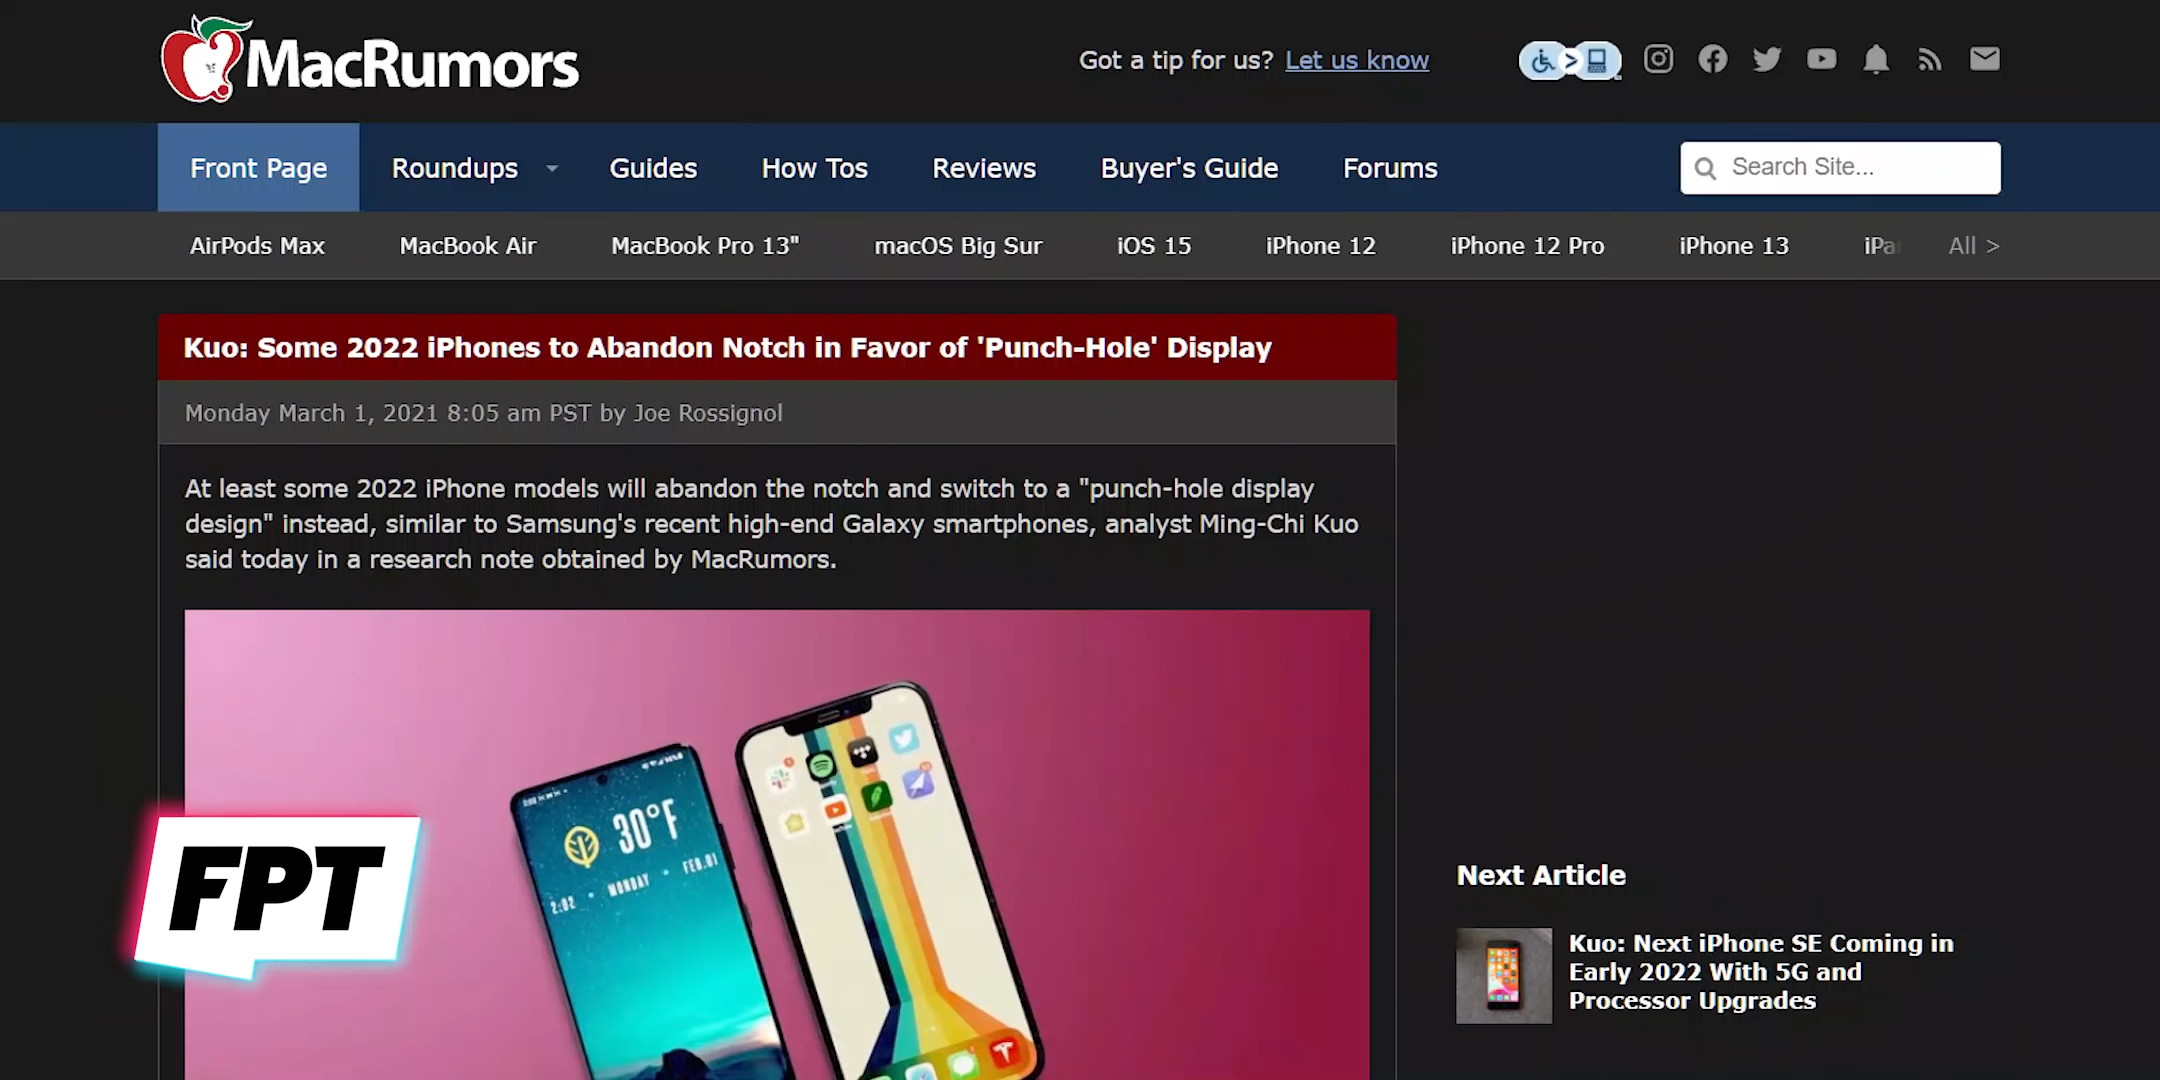 MacRumors
Got a tip for us? Let us know
Front Page Roundups Guides How Tos Reviews Buyer's Guide Forums
Search Site...
AirPods Max MacBook Air MacBook Pro 13" macOS Big Sur iOS 15 iPhone 12 iPhone 12 Pro iPhone 13 iPa All >
Kuo: Some 2022 iPhones to Abandon Notch in Favor of 'Punch-Hole' Display
Monday March 1, 2021 8:05 am PST by Joe Rossignol
At least some 2022 iPhone models will abandon the notch and switch to a "punch-hole display
design" instead, similar to Samsung's recent high-end Galaxy smartphones, analyst Ming-Chi Kuo
said today in a research note obtained by MacRumors.
30°F
2:02 • MONDAY • FEB.01
FPT
Next Article
Kuo: Next iPhone SE Coming in
Early 2022 With 5G and
Processor Upgrades